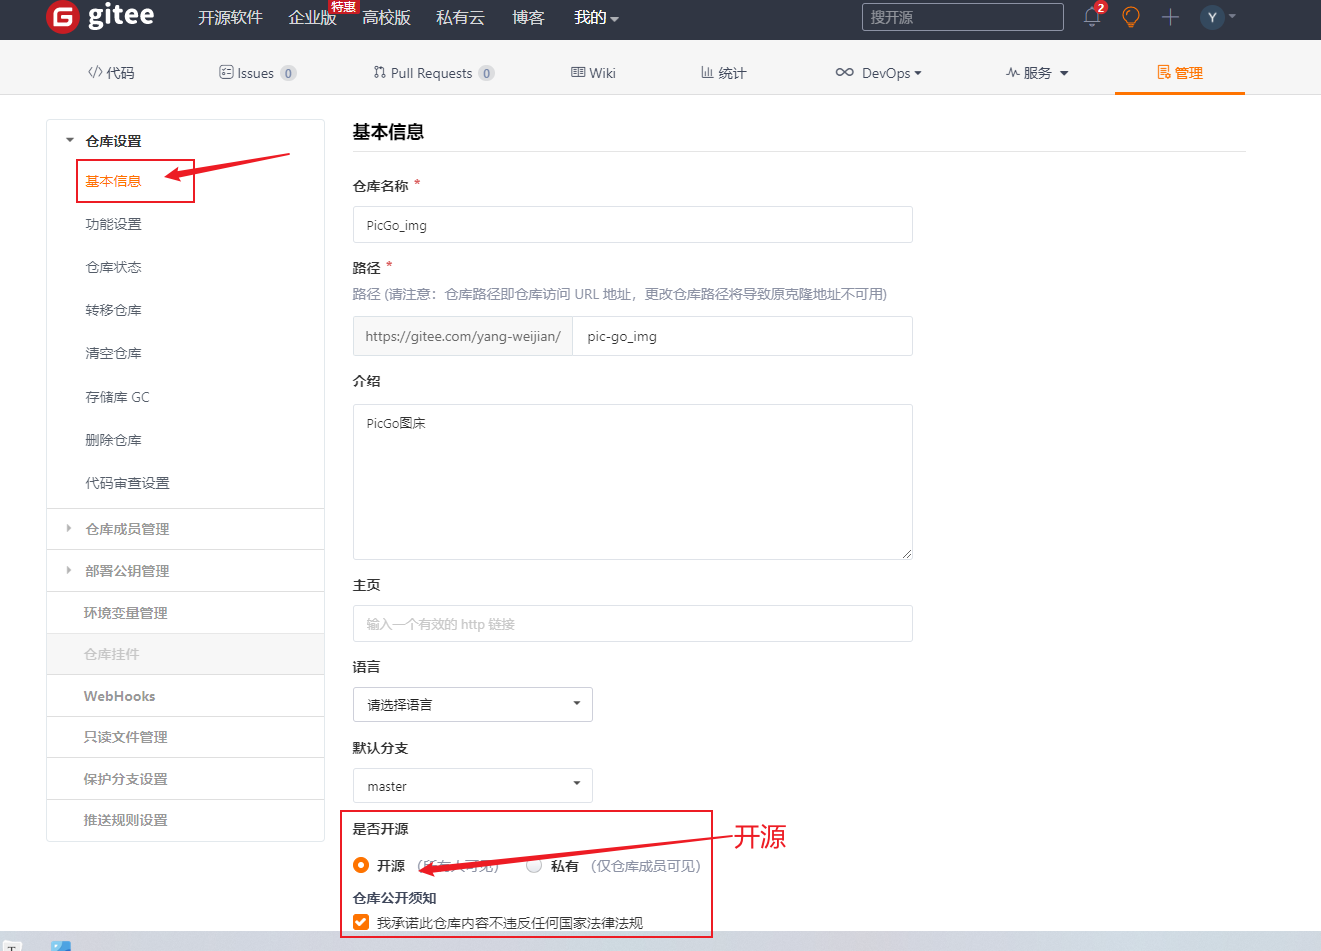 gitee 开源软件 企业版 特惠 高校版 私有云 博客 我的 搜开源 2 Y
代码 Issues 0 Pull Requests 0 Wiki 统计 DevOps 服务 管理
仓库设置
基本信息
功能设置
仓库状态
转移仓库
清空仓库
存储库 GC
删除仓库
代码审查设置
仓库成员管理
部署公钥管理
环境变量管理
仓库挂件
WebHooks
只读文件管理
保护分支设置
推送规则设置
基本信息
仓库名称 *
PicGo_img
路径 *
路径 (请注意：仓库路径即仓库访问 URL 地址，更改仓库路径将导致原克隆地址不可用)
https://gitee.com/yang-weijian/ pic-go_img
介绍
PicGo图床
主页
输入一个有效的 http 链接
语言
请选择语言
默认分支
master
是否开源
开源 （所有人可见） 私有 （仅仓库成员可见）
开源
仓库公开须知
我承诺此仓库内容不违反任何国家法律法规
T